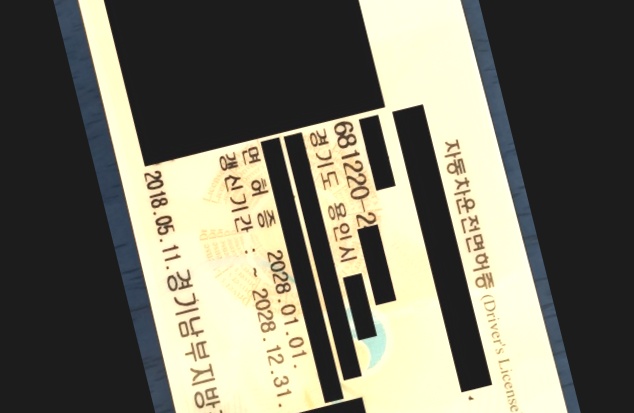 자동차운전면허증 (Driver's License
681220-2
경기도 용인시
면 허 증
갱신기간 : 2028.01.01.
~ 2028.12.31.
2018.05.11. 경기남부지방